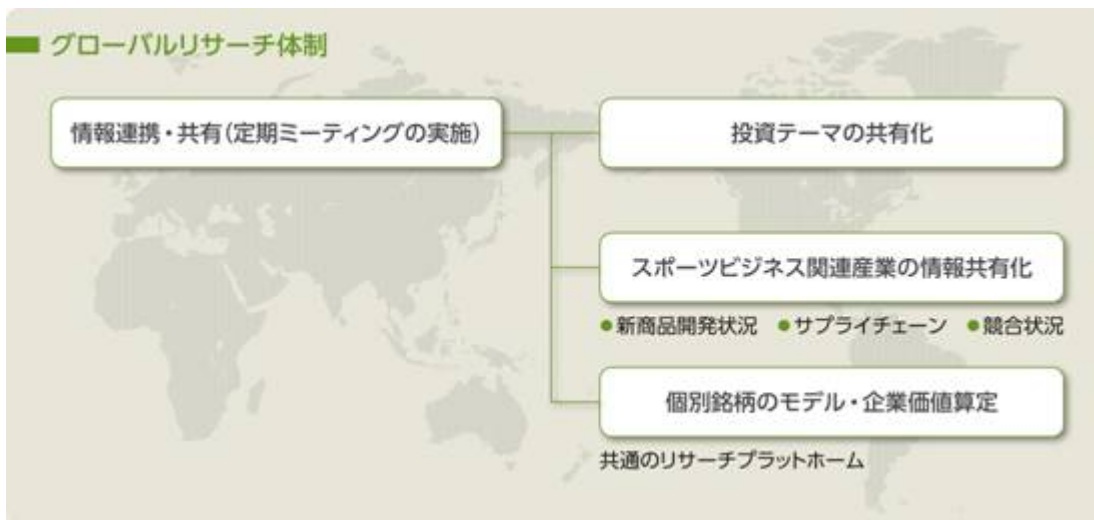 グローバルリサーチ体制
情報連携・共有(定期ミーティングの実施)
投資テーマの共有化
スポーツビジネス関連産業の情報共有化
●新商品開発状況 ●サプライチェーン ●競合状況
個別銘柄のモデル・企業価値算定
共通のリサーチプラットホーム